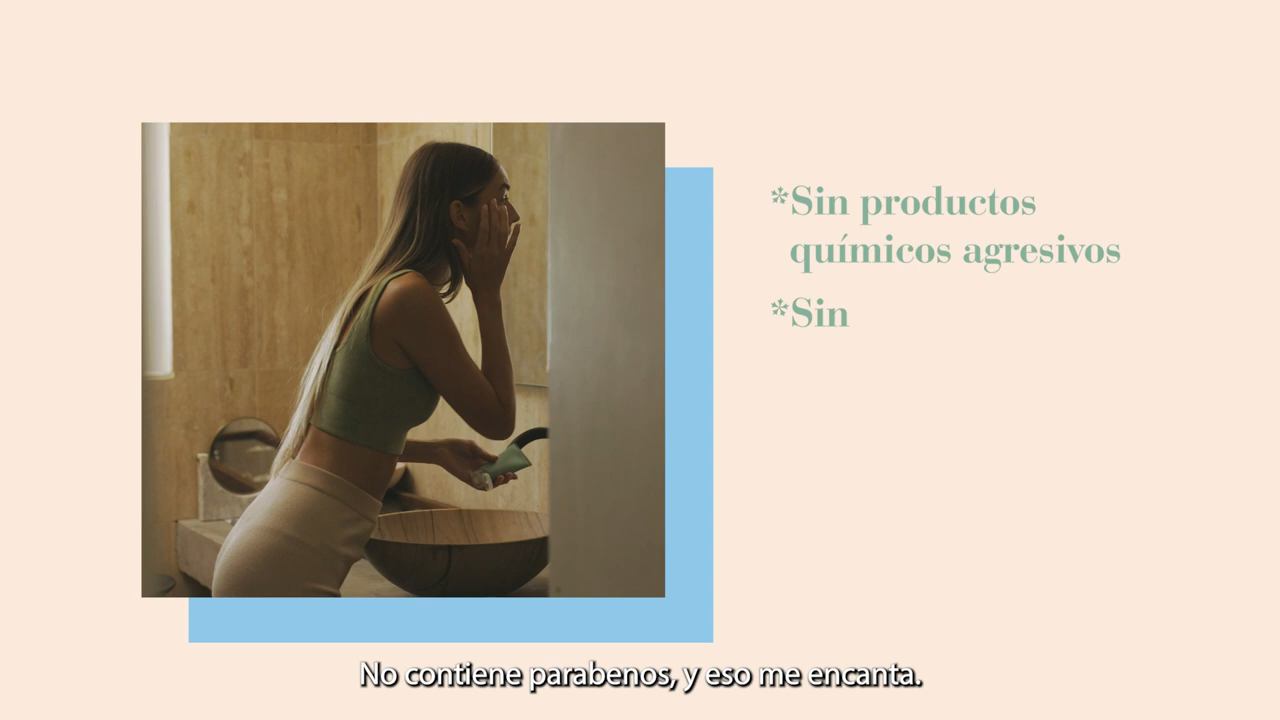 *Sin productos
químicos agresivos
*Sin
No contiene parabenos, y eso me encanta.